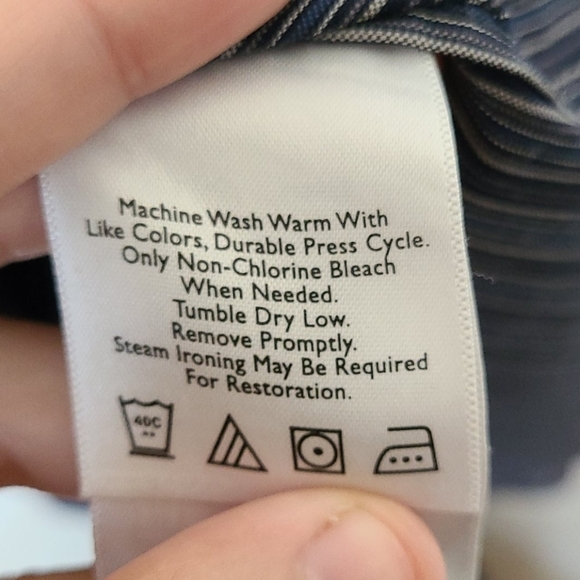 Machine Wash Warm With
Like Colors, Durable Press Cycle.
Only Non-Chlorine Bleach
When Needed.
Tumble Dry Low.
Remove Promptly.
Steam Ironing May Be Required
For Restoration.
40C